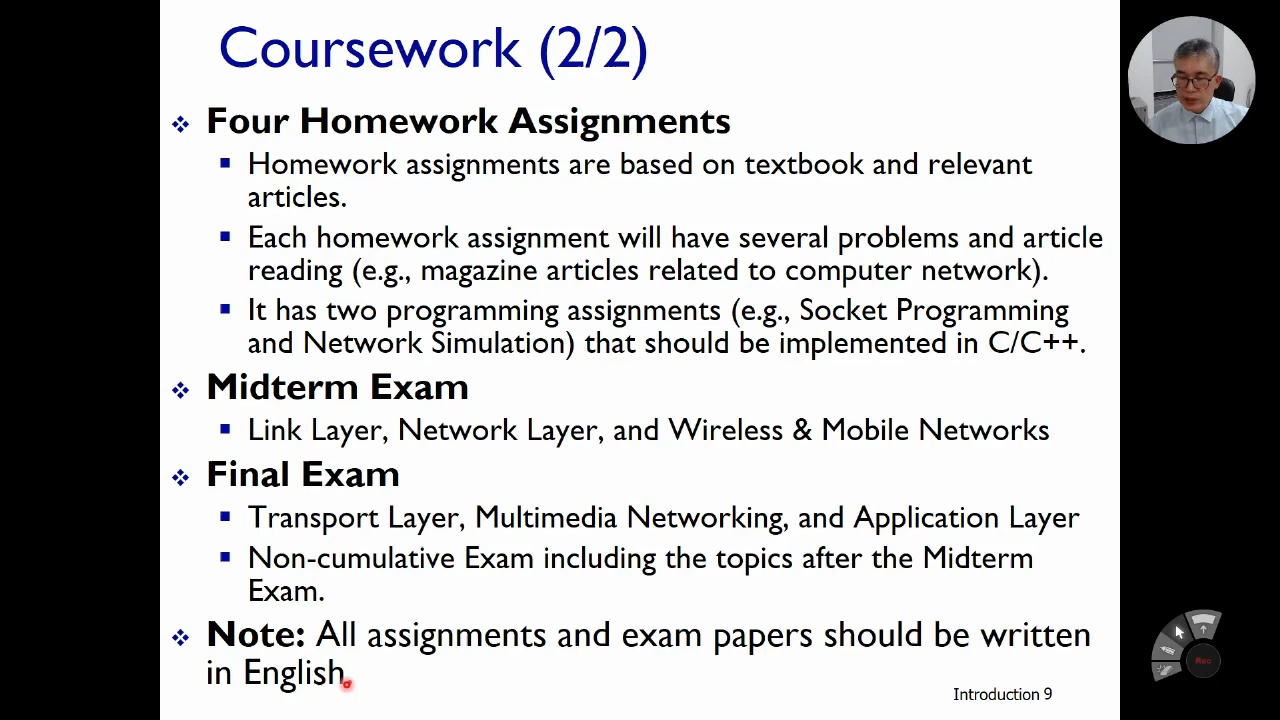 Coursework (2/2)
Four Homework Assignments
Homework assignments are based on textbook and relevant
articles.
Each homework assignment will have several problems and article
reading (e.g., magazine articles related to computer network).
It has two programming assignments (e.g., Socket Programming
and Network Simulation) that should be implemented in C/C++.
Midterm Exam
Link Layer, Network Layer, and Wireless & Mobile Networks
Final Exam
Transport Layer, Multimedia Networking, and Application Layer
Non-cumulative Exam including the topics after the Midterm
Exam.
Note: All assignments and exam papers should be written
in English.
Rec
Introduction 9